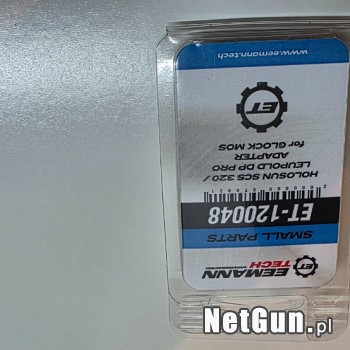 EEMANN
TECH
ET
SMALL PARTS
ET-120048
HOLOSUN SCS 320 /
LEUPOLD DP PRO
ADAPTER
for GLOCK MOS
ET
www.eemann.tech
NetGun.pl